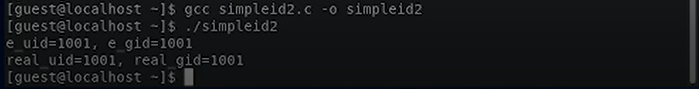 [guest@localhost ~]$ gcc simpleid2.c -o simpleid2
[guest@localhost ~]$ ./simpleid2
e_uid=1001, e_gid=1001
real_uid=1001, real_gid=1001
[guest@localhost ~]$